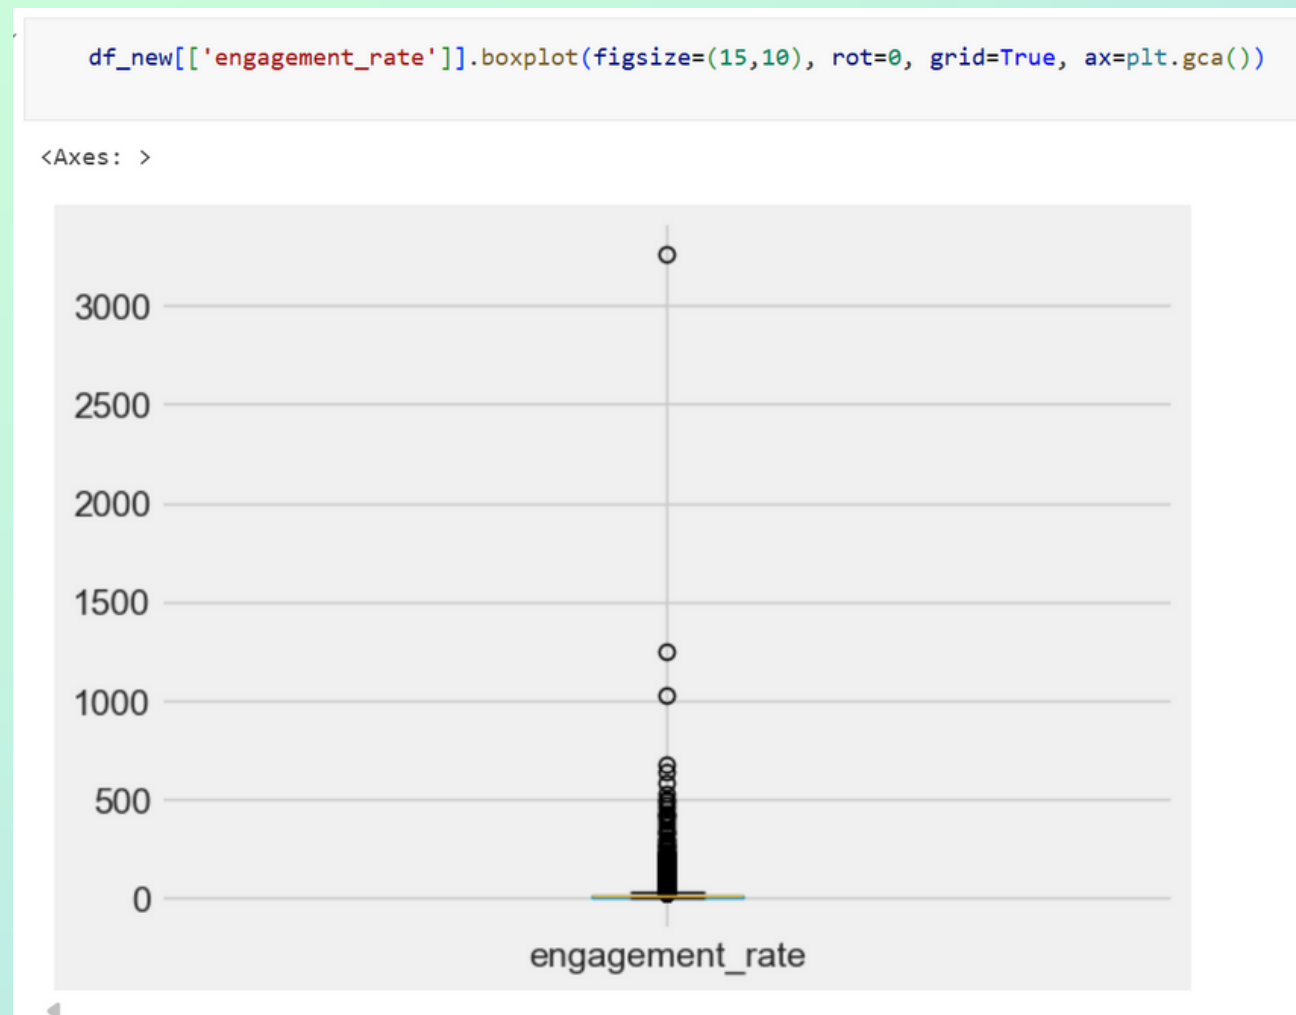 df_new[['engagement_rate']].boxplot(figsize=(15,10), rot=0, grid=True, ax=plt.gca())
<Axes: >
3000
2500
2000
1500
1000
500
0
engagement_rate